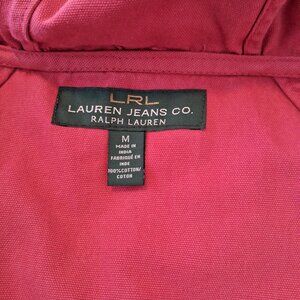 LRL
LAUREN JEANS CO.
RALPH LAUREN
M
MADE IN
INDIA
FABRIQUÉ EN
INDE
100%COTTON/
COTON